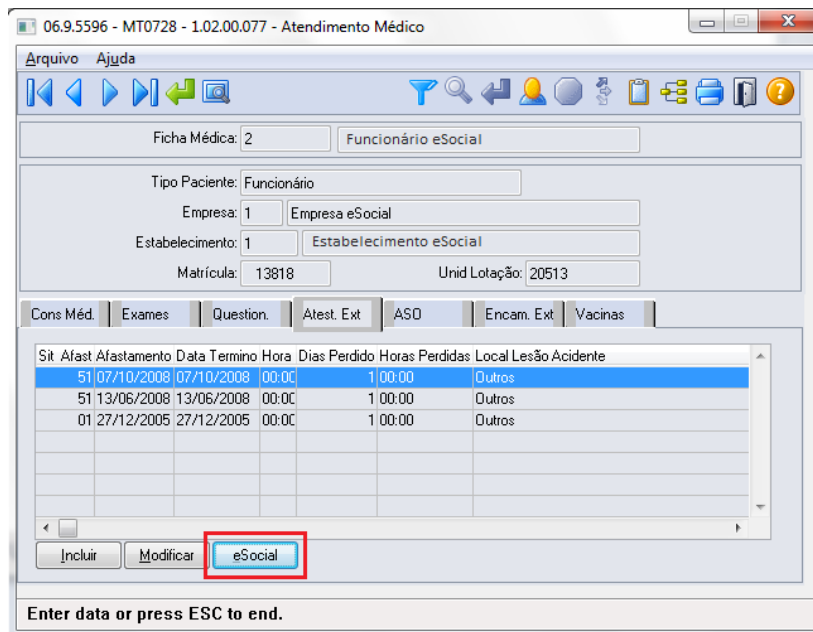 06.9.5596 - MT0728 - 1.02.00.077 - Atendimento Médico
Arquivo Ajuda
Ficha Médica: 2 Funcionário eSocial
Tipo Paciente: Funcionário
Empresa: 1 Empresa eSocial
Estabelecimento: 1 Estabelecimento eSocial
Matrícula: 13818 Unid Lotação: 20513
Cons Méd. Exames Question. Atest. Ext ASO Encam. Ext Vacinas
Sit Afast Afastamento Data Termino Hora Dias Perdido Horas Perdidas Local Lesão Acidente
51 07/10/2008 07/10/2008 00:00 1 00:00 Outros
51 13/06/2008 13/06/2008 00:00 1 00:00 Outros
01 27/12/2005 27/12/2005 00:00 1 00:00 Outros
Incluir Modificar eSocial
Enter data or press ESC to end.